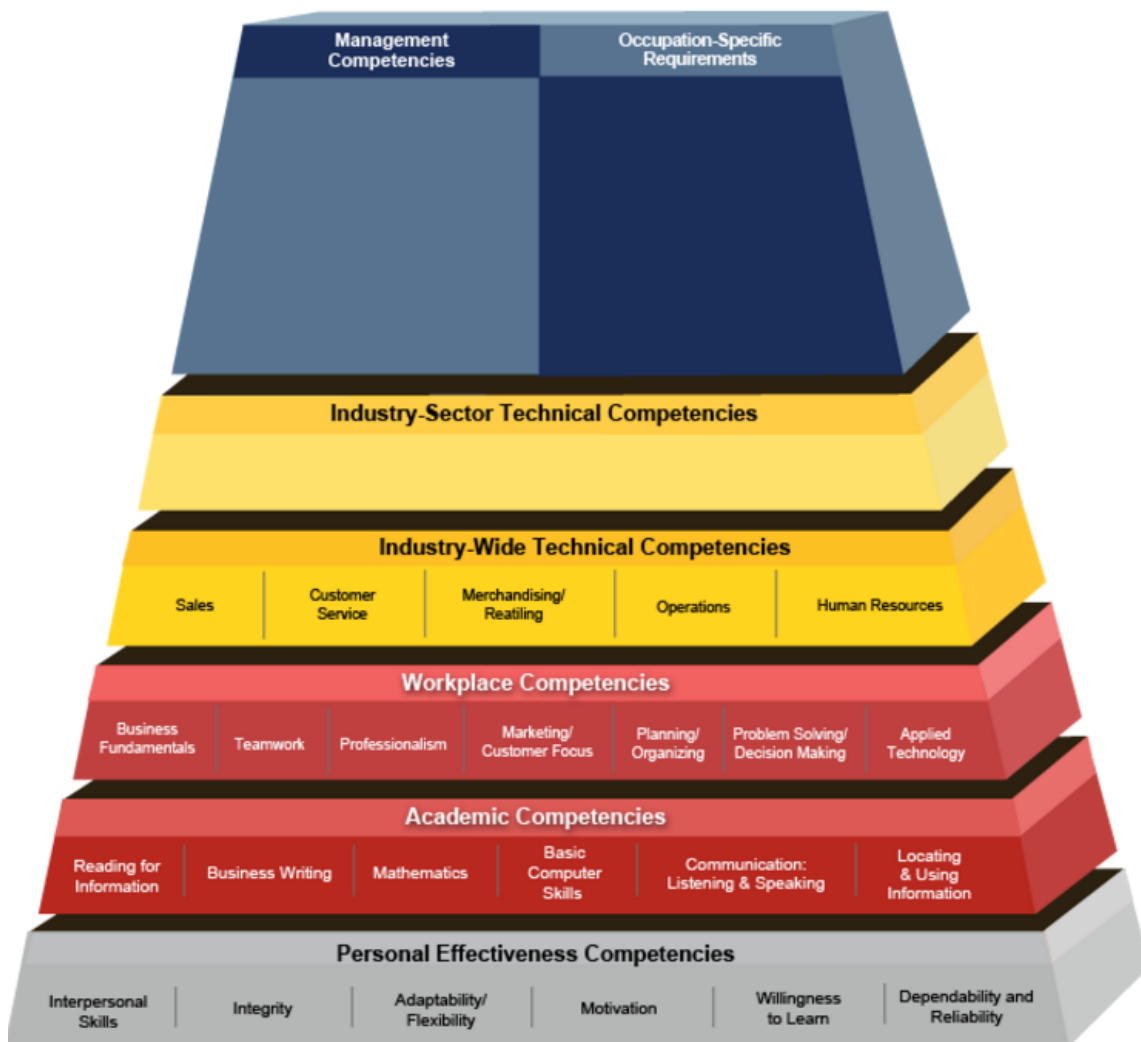 Management
Competencies
Occupation-Specific
Requirements
Industry-Sector Technical Competencies
Industry-Wide Technical Competencies
Sales
Customer
Service
Merchandising/
Reatiling
Operations
Human Resources
Workplace Competencies
Business
Fundamentals
Teamwork
Professionalism
Marketing/
Customer Focus
Planning/
Organizing
Problem Solving/
Decision Making
Applied
Technology
Academic Competencies
Reading for
Information
Business Writing
Mathematics
Basic
Computer
Skills
Communication:
Listening & Speaking
Locating
& Using
Information
Personal Effectiveness Competencies
Interpersonal
Skills
Integrity
Adaptability/
Flexibility
Motivation
Willingness
to Learn
Dependability and
Reliability